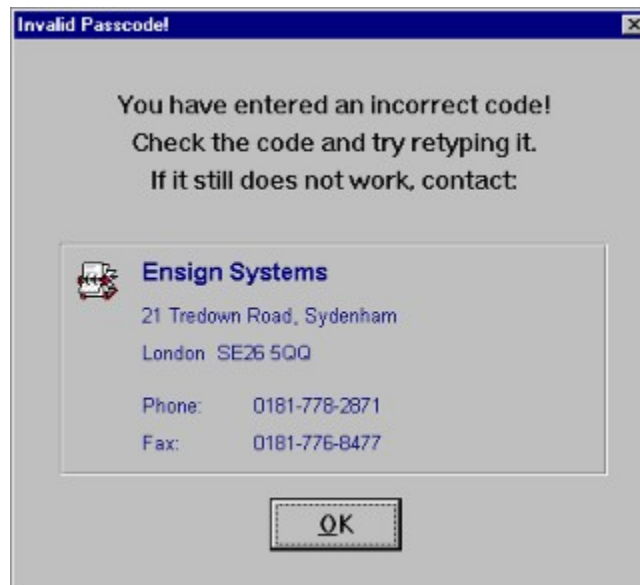 Invalid Passcode!
You have entered an incorrect code!
Check the code and try retyping it.
If it still does not work, contact:
Ensign Systems
21 Tredown Road, Sydenham
London SE26 5QQ
Phone: 0181-778-2871
Fax: 0181-776-8477
OK